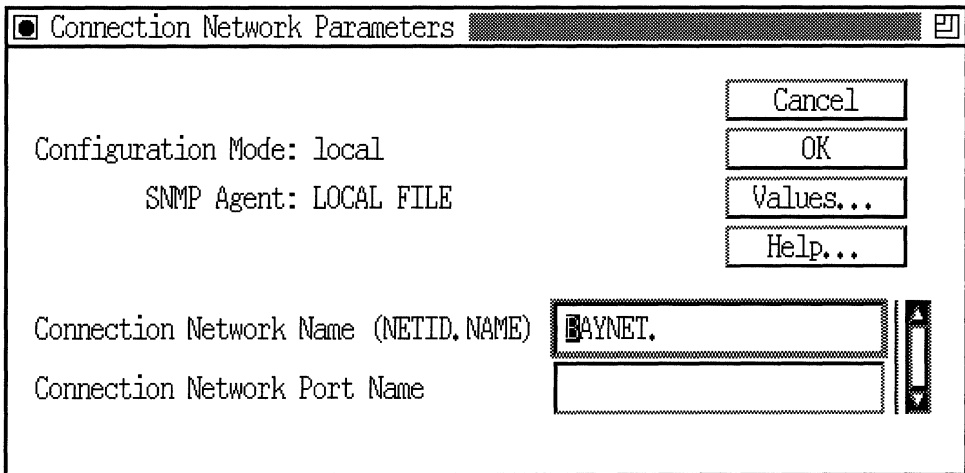 Connection Network Parameters
Cancel
Configuration Mode: local
OK
SNMP Agent: LOCAL FILE
Values...
Help...
Connection Network Name (NETID.NAME) BAYNET.
Connection Network Port Name